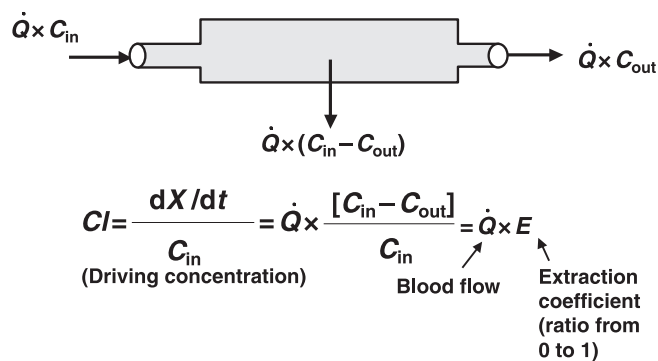 Q̇ × C_in
Q̇ × C_out
Q̇ × (C_in − C_out)
Cl = (dX/dt) / C_in = Q̇ × [C_in − C_out] / C_in = Q̇ × E
(Driving concentration)
Blood flow
Extraction
coefficient
(ratio from
0 to 1)